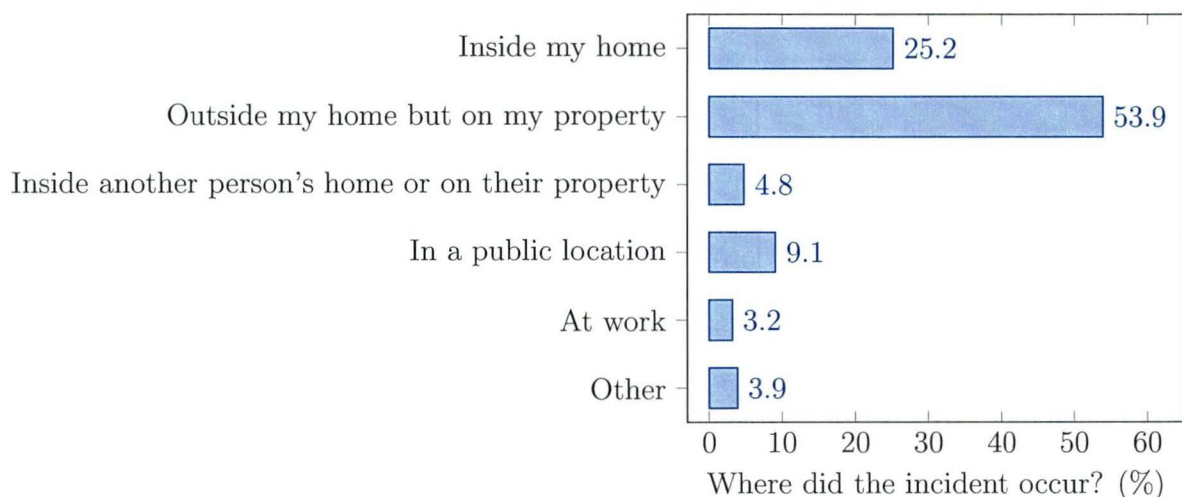 Inside my home
25.2
Outside my home but on my property
53.9
Inside another person's home or on their property
4.8
In a public location
9.1
At work
3.2
Other
3.9
0 10 20 30 40 50 60
Where did the incident occur? (%)